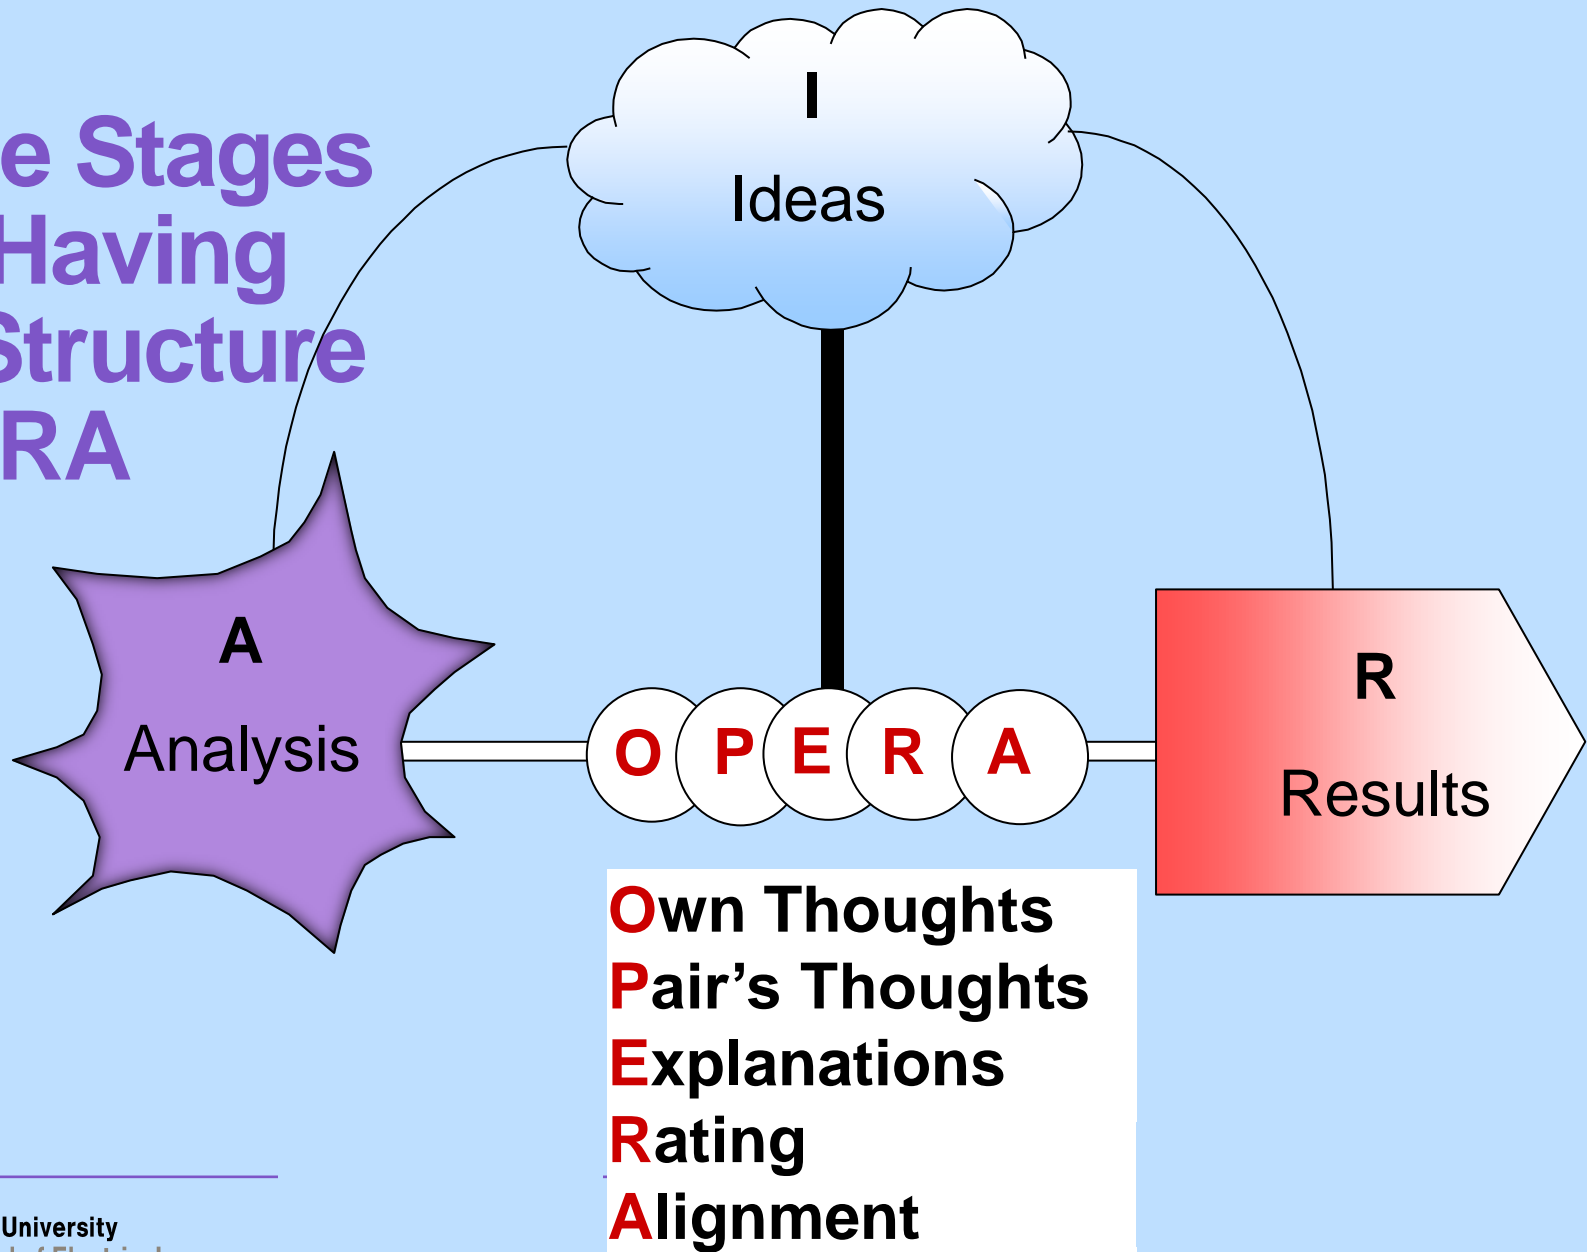 e Stages
Having
Structure
RA
I
Ideas
A
Analysis
O P E R A
R
Results
Own Thoughts
Pair’s Thoughts
Explanations
Rating
Alignment
University